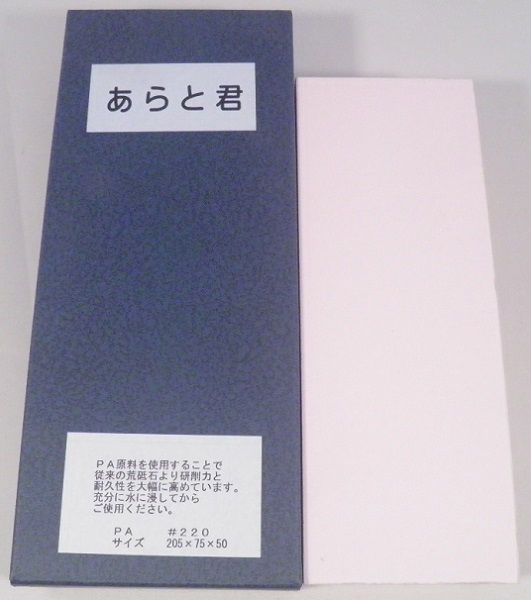 あらと君
PA原料を使用することで
従来の荒砥石より研削力と
耐久性を大幅に高めています。
充分に水に浸してから
ご使用ください。
PA #220
サイズ 205×75×50